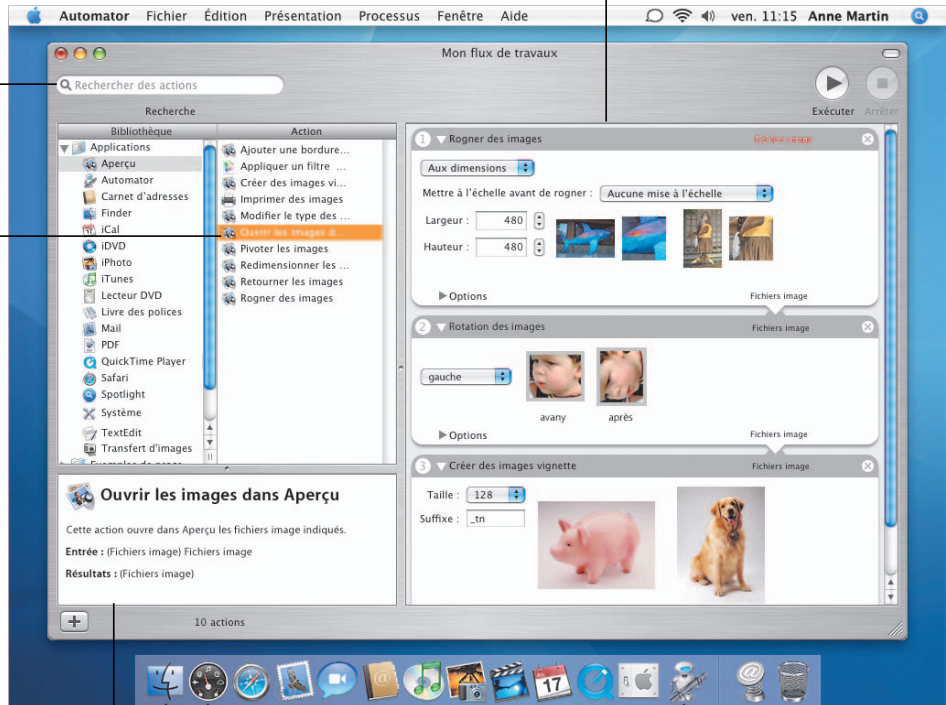 Automator Fichier Édition Présentation Processus Fenêtre Aide ven. 11:15 Anne Martin
Mon flux de travaux
Rechercher des actions
Recherche
Exécuter Arrêter
Bibliothèque
Applications
Aperçu
Automator
Carnet d'adresses
Finder
iCal
iDVD
iPhoto
iTunes
Lecteur DVD
Livre des polices
Mail
PDF
QuickTime Player
Safari
Spotlight
Système
TextEdit
Transfert d'images
Action
Ajouter une bordure...
Appliquer un filtre ...
Créer des images vi...
Imprimer des images
Modifier le type des ...
Ouvrir les images d...
Pivoter les images
Redimensionner les ...
Retourner les images
Rogner des images
1 Rogner des images Fichiers image
Aux dimensions
Mettre à l'échelle avant de rogner : Aucune mise à l'échelle
Largeur : 480
Hauteur : 480
Options Fichiers image
2 Rotation des images Fichiers image
gauche
avany après
Options Fichiers image
3 Créer des images vignette Fichiers image
Taille : 128
Suffixe : _tn
Ouvrir les images dans Aperçu
Cette action ouvre dans Aperçu les fichiers image indiqués.
Entrée : (Fichiers image) Fichiers image
Résultats : (Fichiers image)
10 actions
17